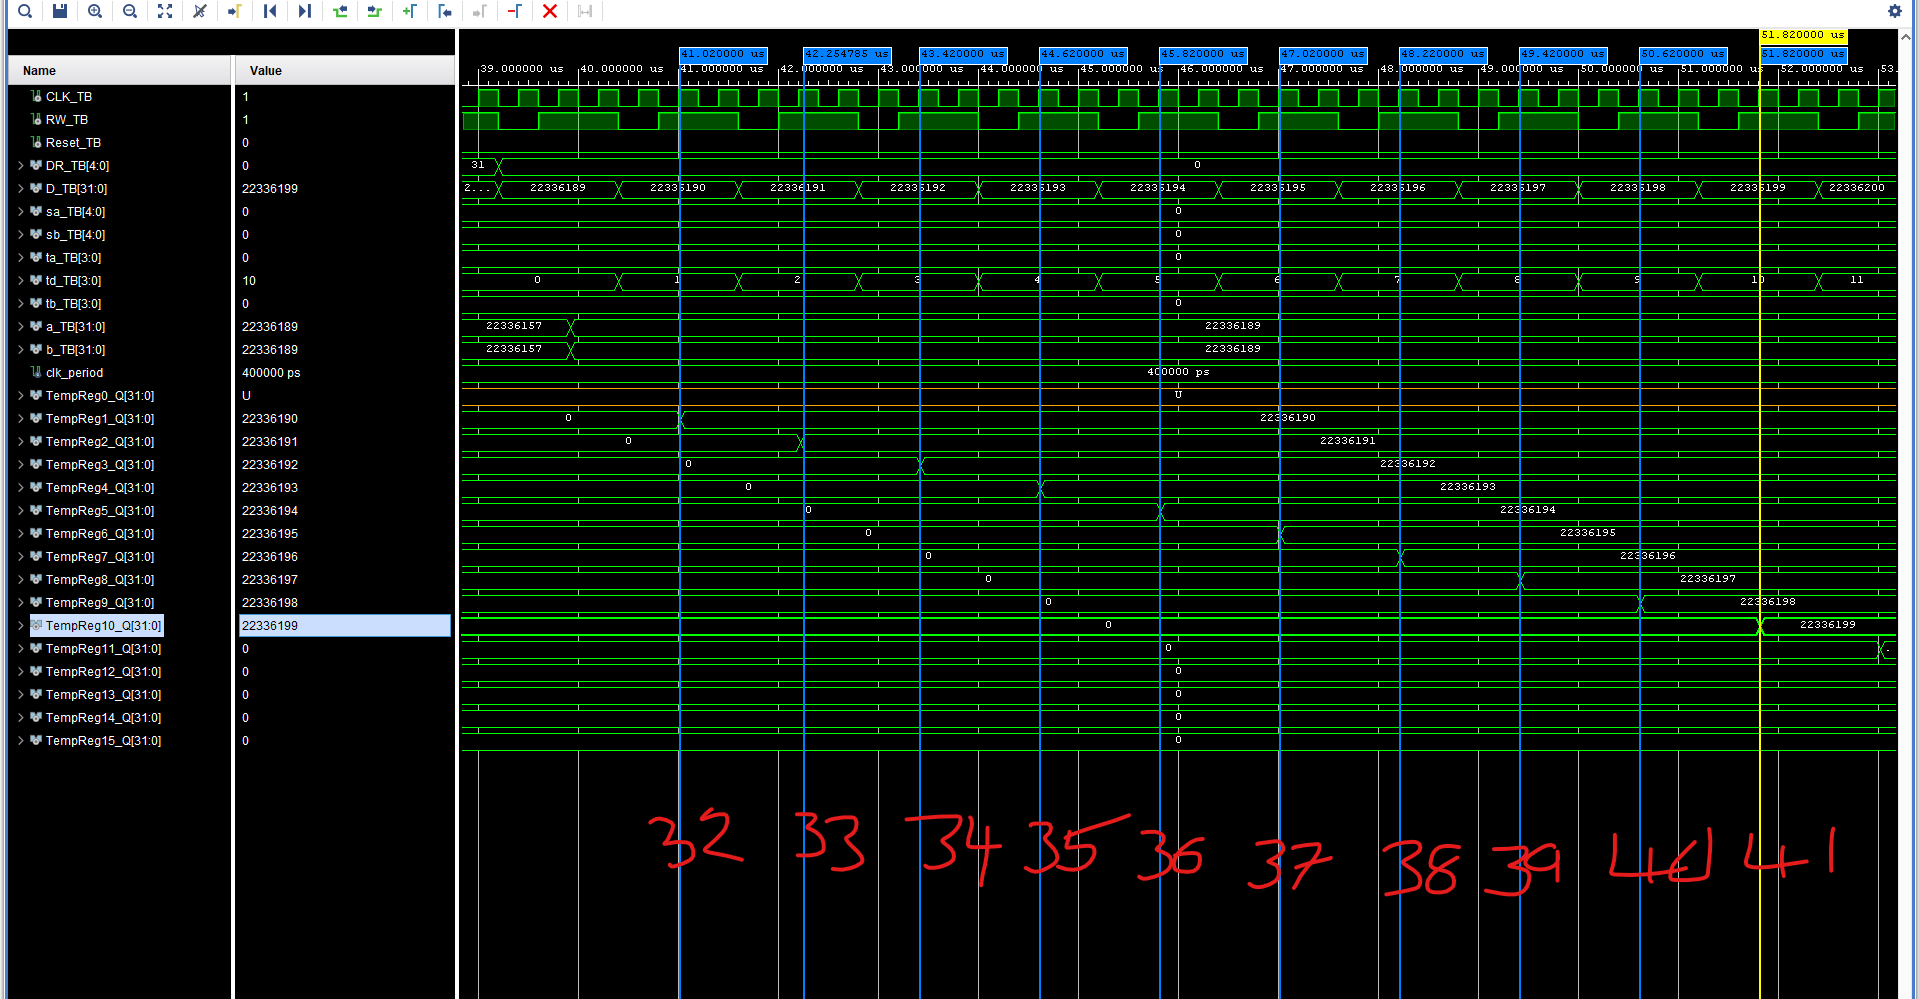 41.020000 us 42.254785 us 43.420000 us 44.620000 us 45.820000 us 47.020000 us 48.220000 us 49.420000 us 50.620000 us 51.820000 us
51.820000 us
Name Value
39.000000 us 40.000000 us 41.000000 us 42.000000 us 43.000000 us 44.000000 us 45.000000 us 46.000000 us 47.000000 us 48.000000 us 49.000000 us 50.000000 us 51.000000 us 52.000000 us 53.
CLK_TB 1
RW_TB 1
Reset_TB 0
DR_TB[4:0] 0 31 0
D_TB[31:0] 22336199 2... 22336189 22336190 22336191 22336192 22336193 22336194 22336195 22336196 22336197 22336198 22336199 22336200
sa_TB[4:0] 0 0
sb_TB[4:0] 0 0
ta_TB[3:0] 0 0
td_TB[3:0] 10 0 1 2 3 4 5 6 7 8 9 10 11
tb_TB[3:0] 0 0
a_TB[31:0] 22336189 22336157 22336189
b_TB[31:0] 22336189 22336157 22336189
clk_period 400000 ps 400000 ps
TempReg0_Q[31:0] U U
TempReg1_Q[31:0] 22336190 0 22336190
TempReg2_Q[31:0] 22336191 0 22336191
TempReg3_Q[31:0] 22336192 0 22336192
TempReg4_Q[31:0] 22336193 0 22336193
TempReg5_Q[31:0] 22336194 0 22336194
TempReg6_Q[31:0] 22336195 0 22336195
TempReg7_Q[31:0] 22336196 0 22336196
TempReg8_Q[31:0] 22336197 0 22336197
TempReg9_Q[31:0] 22336198 0 22336198
TempReg10_Q[31:0] 22336199 0 22336199
TempReg11_Q[31:0] 0 0 .
TempReg12_Q[31:0] 0 0
TempReg13_Q[31:0] 0 0
TempReg14_Q[31:0] 0 0
TempReg15_Q[31:0] 0 0
32 33 34 35 36 37 38 39 40 41